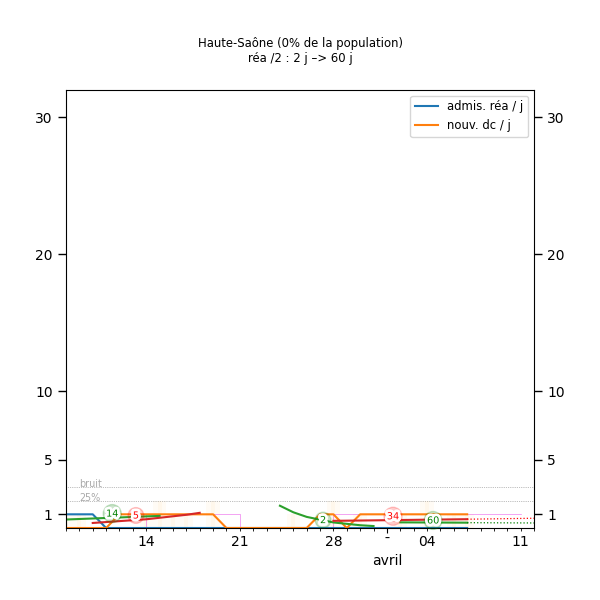 Haute-Saône (0% de la population)
réa /2 : 2 j –> 60 j
admis. réa / j
nouv. dc / j
30 30
20 20
10 10
5 5
bruit
25%
1 14 5 2 34 60 1
14 21 28 - 04 11
avril